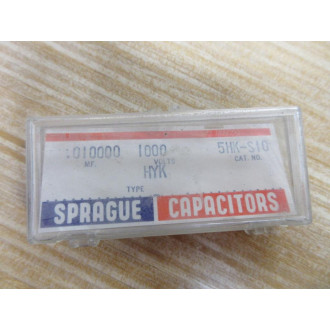 .010000 1000 5HK-S10
MF. VOLTS CAT. NO.
HYK
TYPE
SPRAGUE CAPACITORS